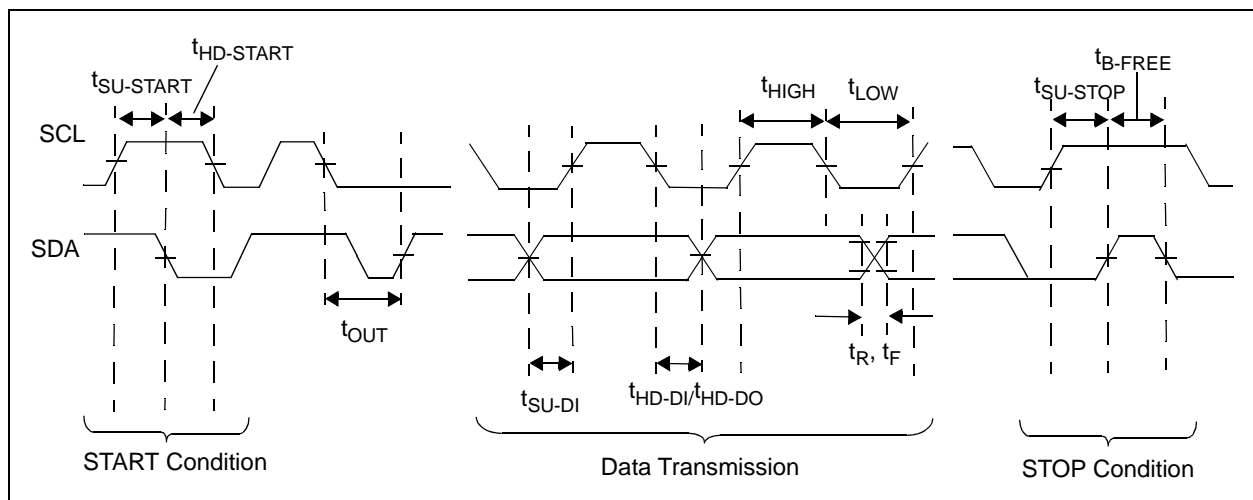 tHD-START
tSU-START
tB-FREE
tSU-STOP
tHIGH
tLOW
SCL
SDA
tOUT
tR, tF
tSU-DI
tHD-DI/tHD-DO
START Condition
Data Transmission
STOP Condition